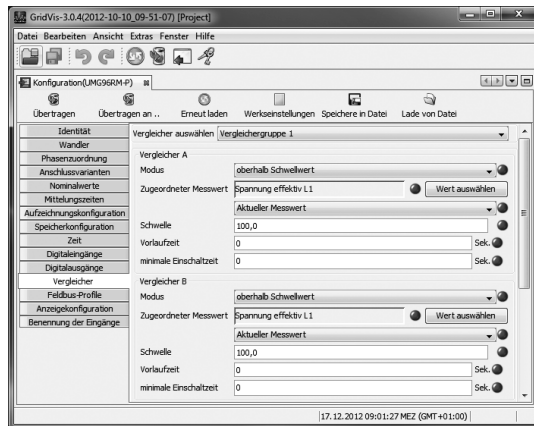 GridVis-3.0.4(2012-10-10_09-51-07) [Project]
Datei Bearbeiten Ansicht Extras Fenster Hilfe
Konfiguration(UMG96RM-P)
Übertragen Übertragen an .. Erneut laden Werkseinstellungen Speichere in Datei Lade von Datei
Identität
Wandler
Phasenzuordnung
Anschlussvarianten
Nominalwerte
Mittelungszeiten
Aufzeichnungskonfiguration
Speicherkonfiguration
Zeit
Digitaleingänge
Digitalausgänge
Vergleicher
Feldbus-Profile
Anzeigekonfiguration
Benennung der Eingänge
Vergleicher auswählen Vergleichergruppe 1
Vergleicher A
Modus oberhalb Schwellwert
Zugeordneter Messwert Spannung effektiv L1 Wert auswählen
Aktueller Messwert
Schwelle 100,0
Vorlaufzeit 0 Sek.
minimale Einschaltzeit 0 Sek.
Vergleicher B
Modus oberhalb Schwellwert
Zugeordneter Messwert Spannung effektiv L1 Wert auswählen
Aktueller Messwert
Schwelle 100,0
Vorlaufzeit 0 Sek.
minimale Einschaltzeit 0 Sek.
17.12.2012 09:01:27 MEZ (GMT+01:00)